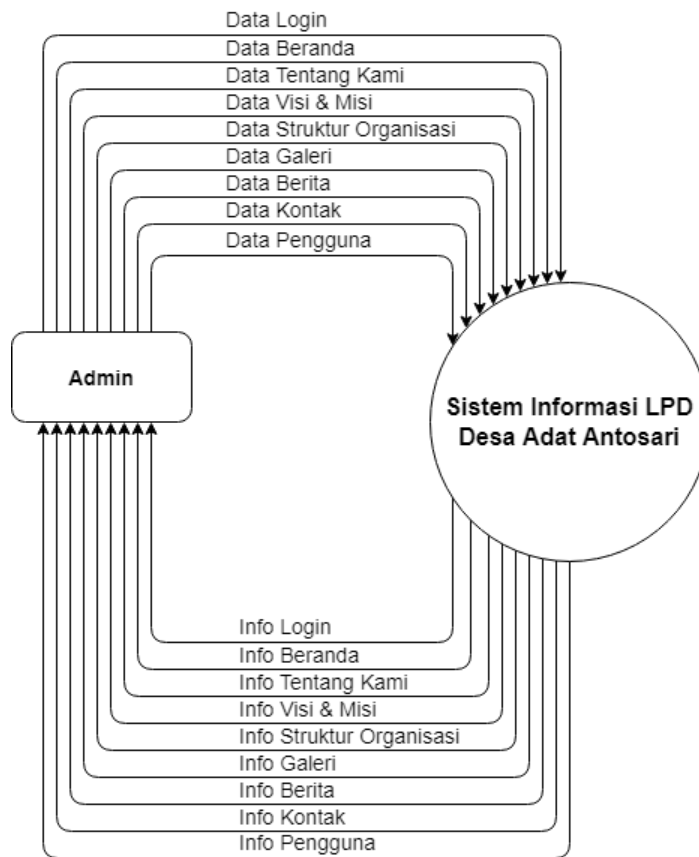 Data Login
Data Beranda
Data Tentang Kami
Data Visi & Misi
Data Struktur Organisasi
Data Galeri
Data Berita
Data Kontak
Data Pengguna
Admin
Sistem Informasi LPD
Desa Adat Antosari
Info Login
Info Beranda
Info Tentang Kami
Info Visi & Misi
Info Struktur Organisasi
Info Galeri
Info Berita
Info Kontak
Info Pengguna